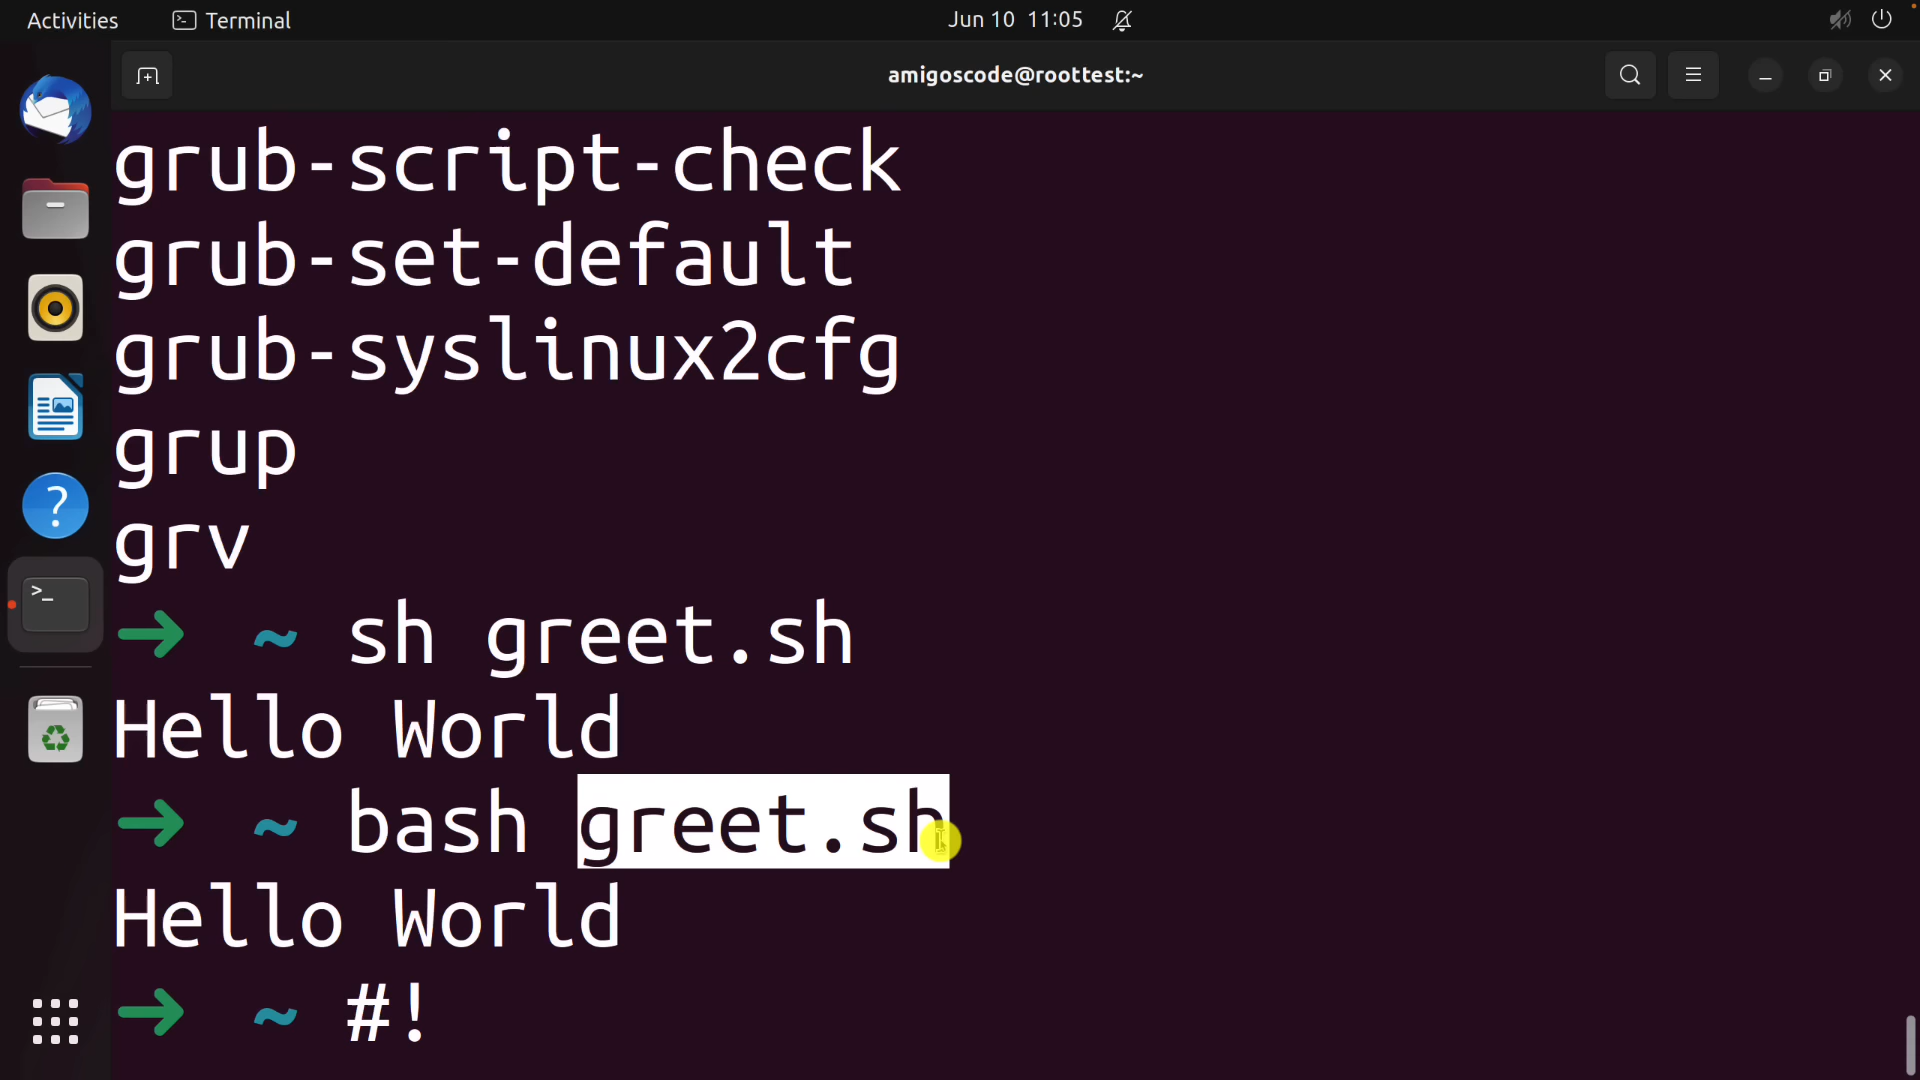 Activities Terminal Jun 10 11:05
amigoscode@roottest:~
grub-script-check
grub-set-default
grub-syslinux2cfg
grup
grv
➜ ~ sh greet.sh
Hello World
➜ ~ bash greet.sh
Hello World
➜ ~ #!